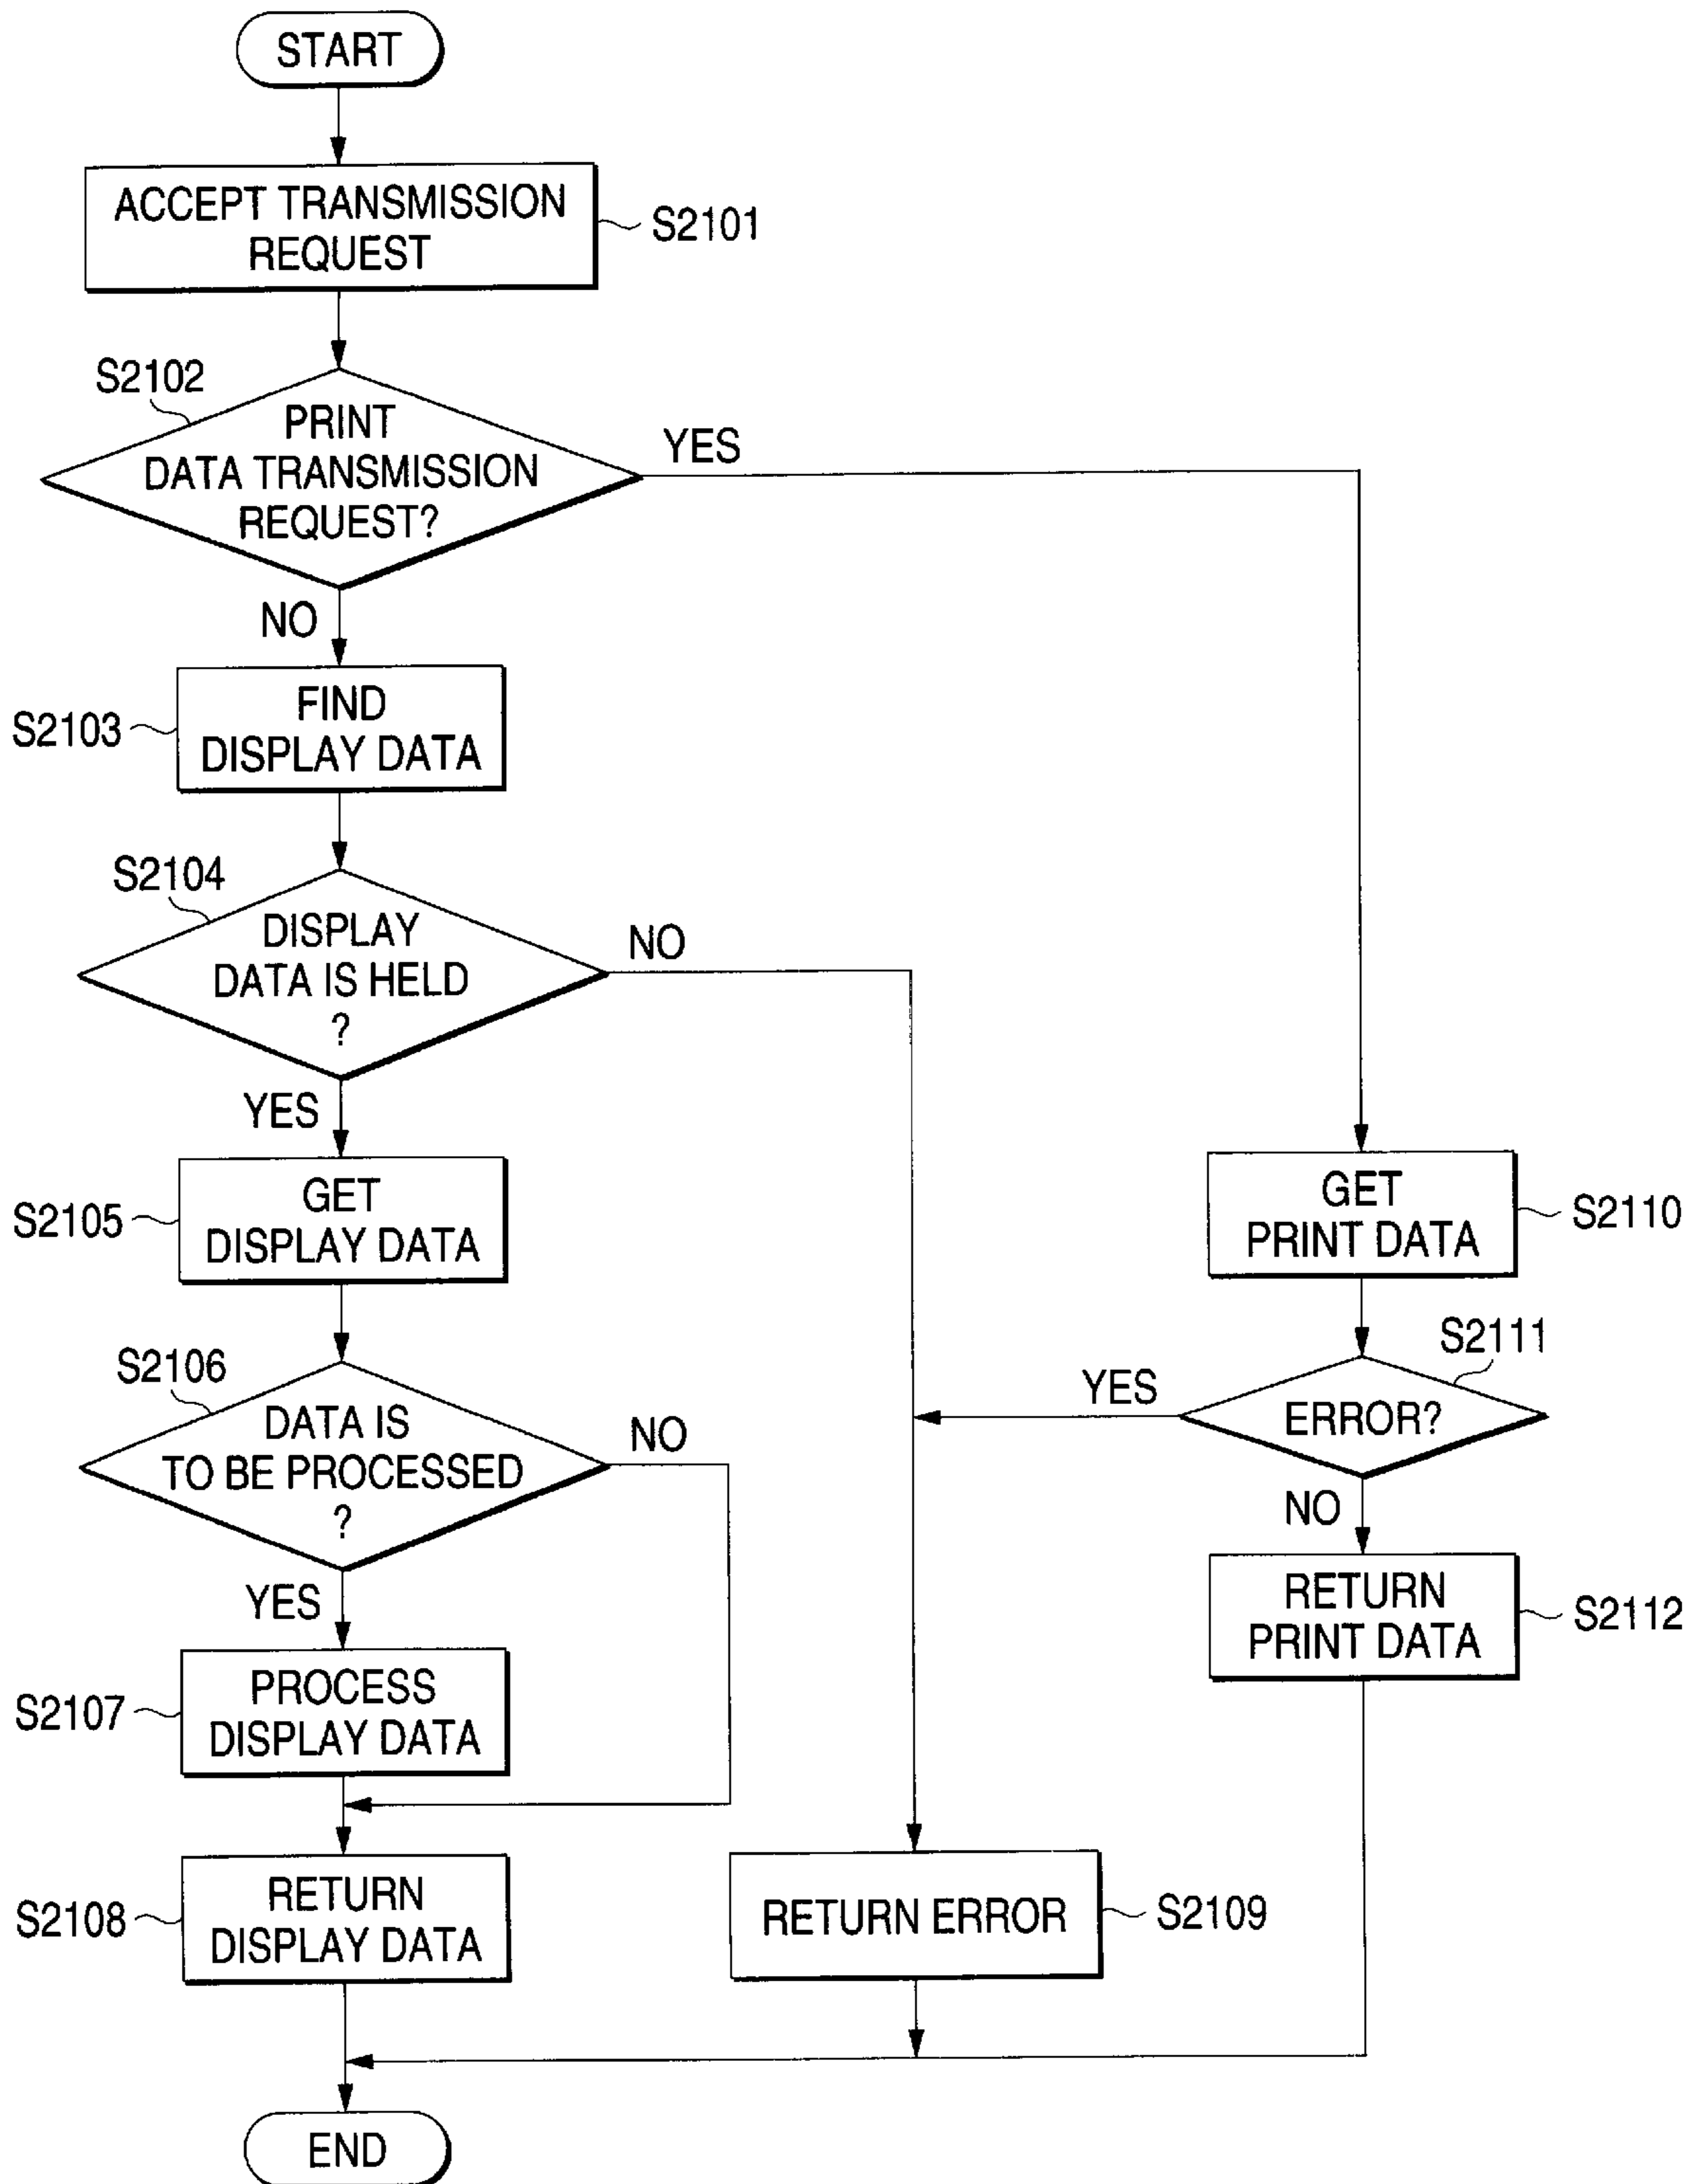 START
ACCEPT TRANSMISSION
REQUEST
S2101
S2102
PRINT
DATA TRANSMISSION
REQUEST?
YES
NO
FIND
DISPLAY DATA
S2103
S2104
DISPLAY
DATA IS HELD
?
NO
YES
GET
DISPLAY DATA
S2105
GET
PRINT DATA
S2110
S2106
DATA IS
TO BE PROCESSED
?
NO
YES
S2111
ERROR?
YES
NO
PROCESS
DISPLAY DATA
S2107
RETURN
PRINT DATA
S2112
RETURN
DISPLAY DATA
S2108
RETURN ERROR
S2109
END